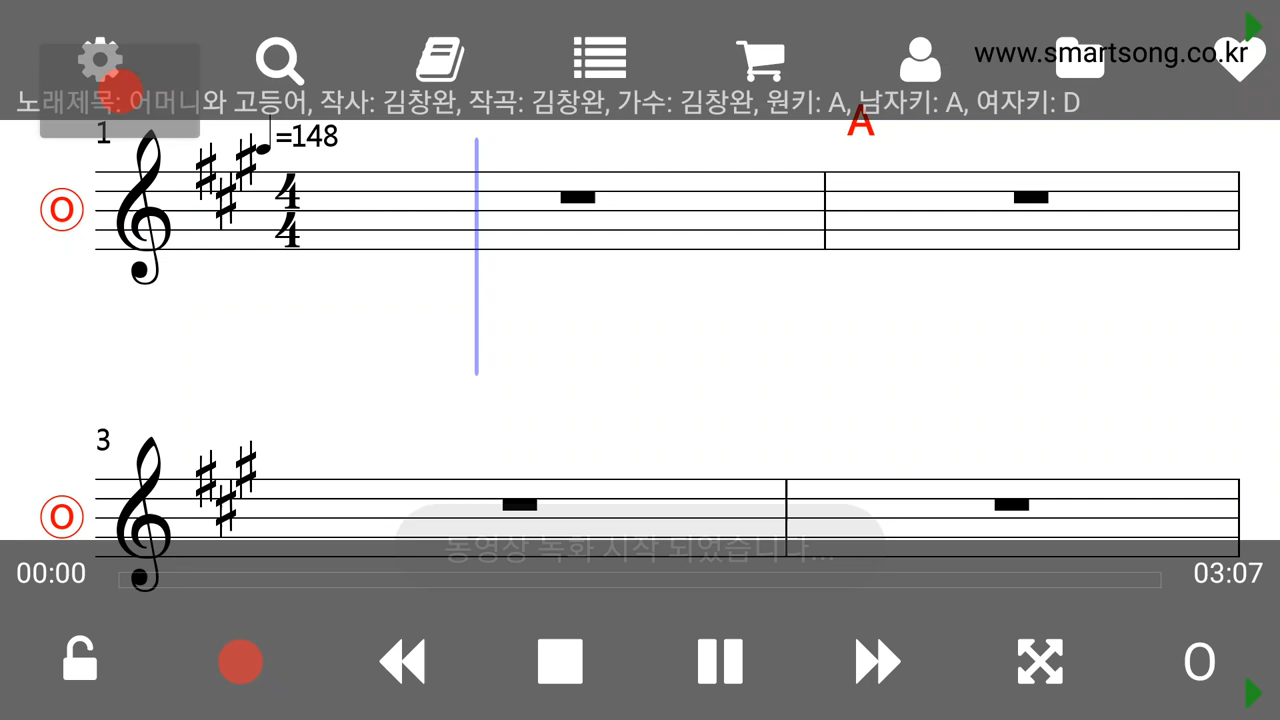 www.smartsong.co.kr
노래제목: 어머니와 고등어, 작사: 김창완, 작곡: 김창완, 가수: 김창완, 원키: A, 남자키: A, 여자키: D
1
=148
A
4
4
O
3
O
동영상 녹화 시작 되었습니다...
00:00
03:07
O